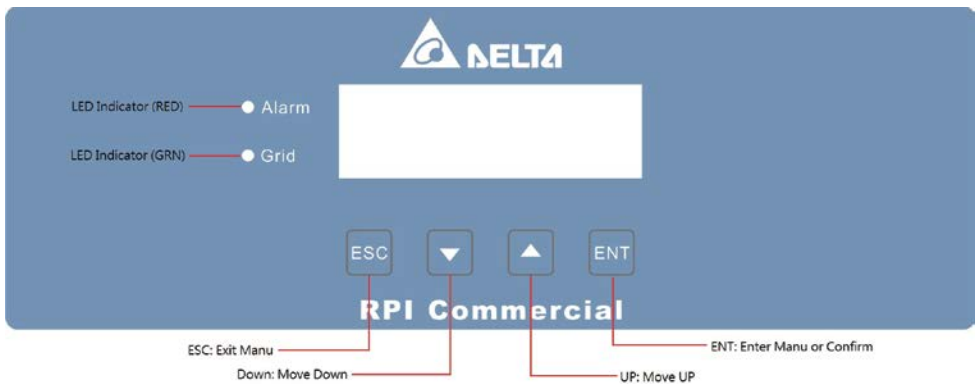 DELTA
LED Indicator (RED)
Alarm
LED Indicator (GRN)
Grid
ESC
ENT
RPI Commercial
ESC: Exit Manu
ENT: Enter Manu or Confirm
Down: Move Down
UP: Move UP